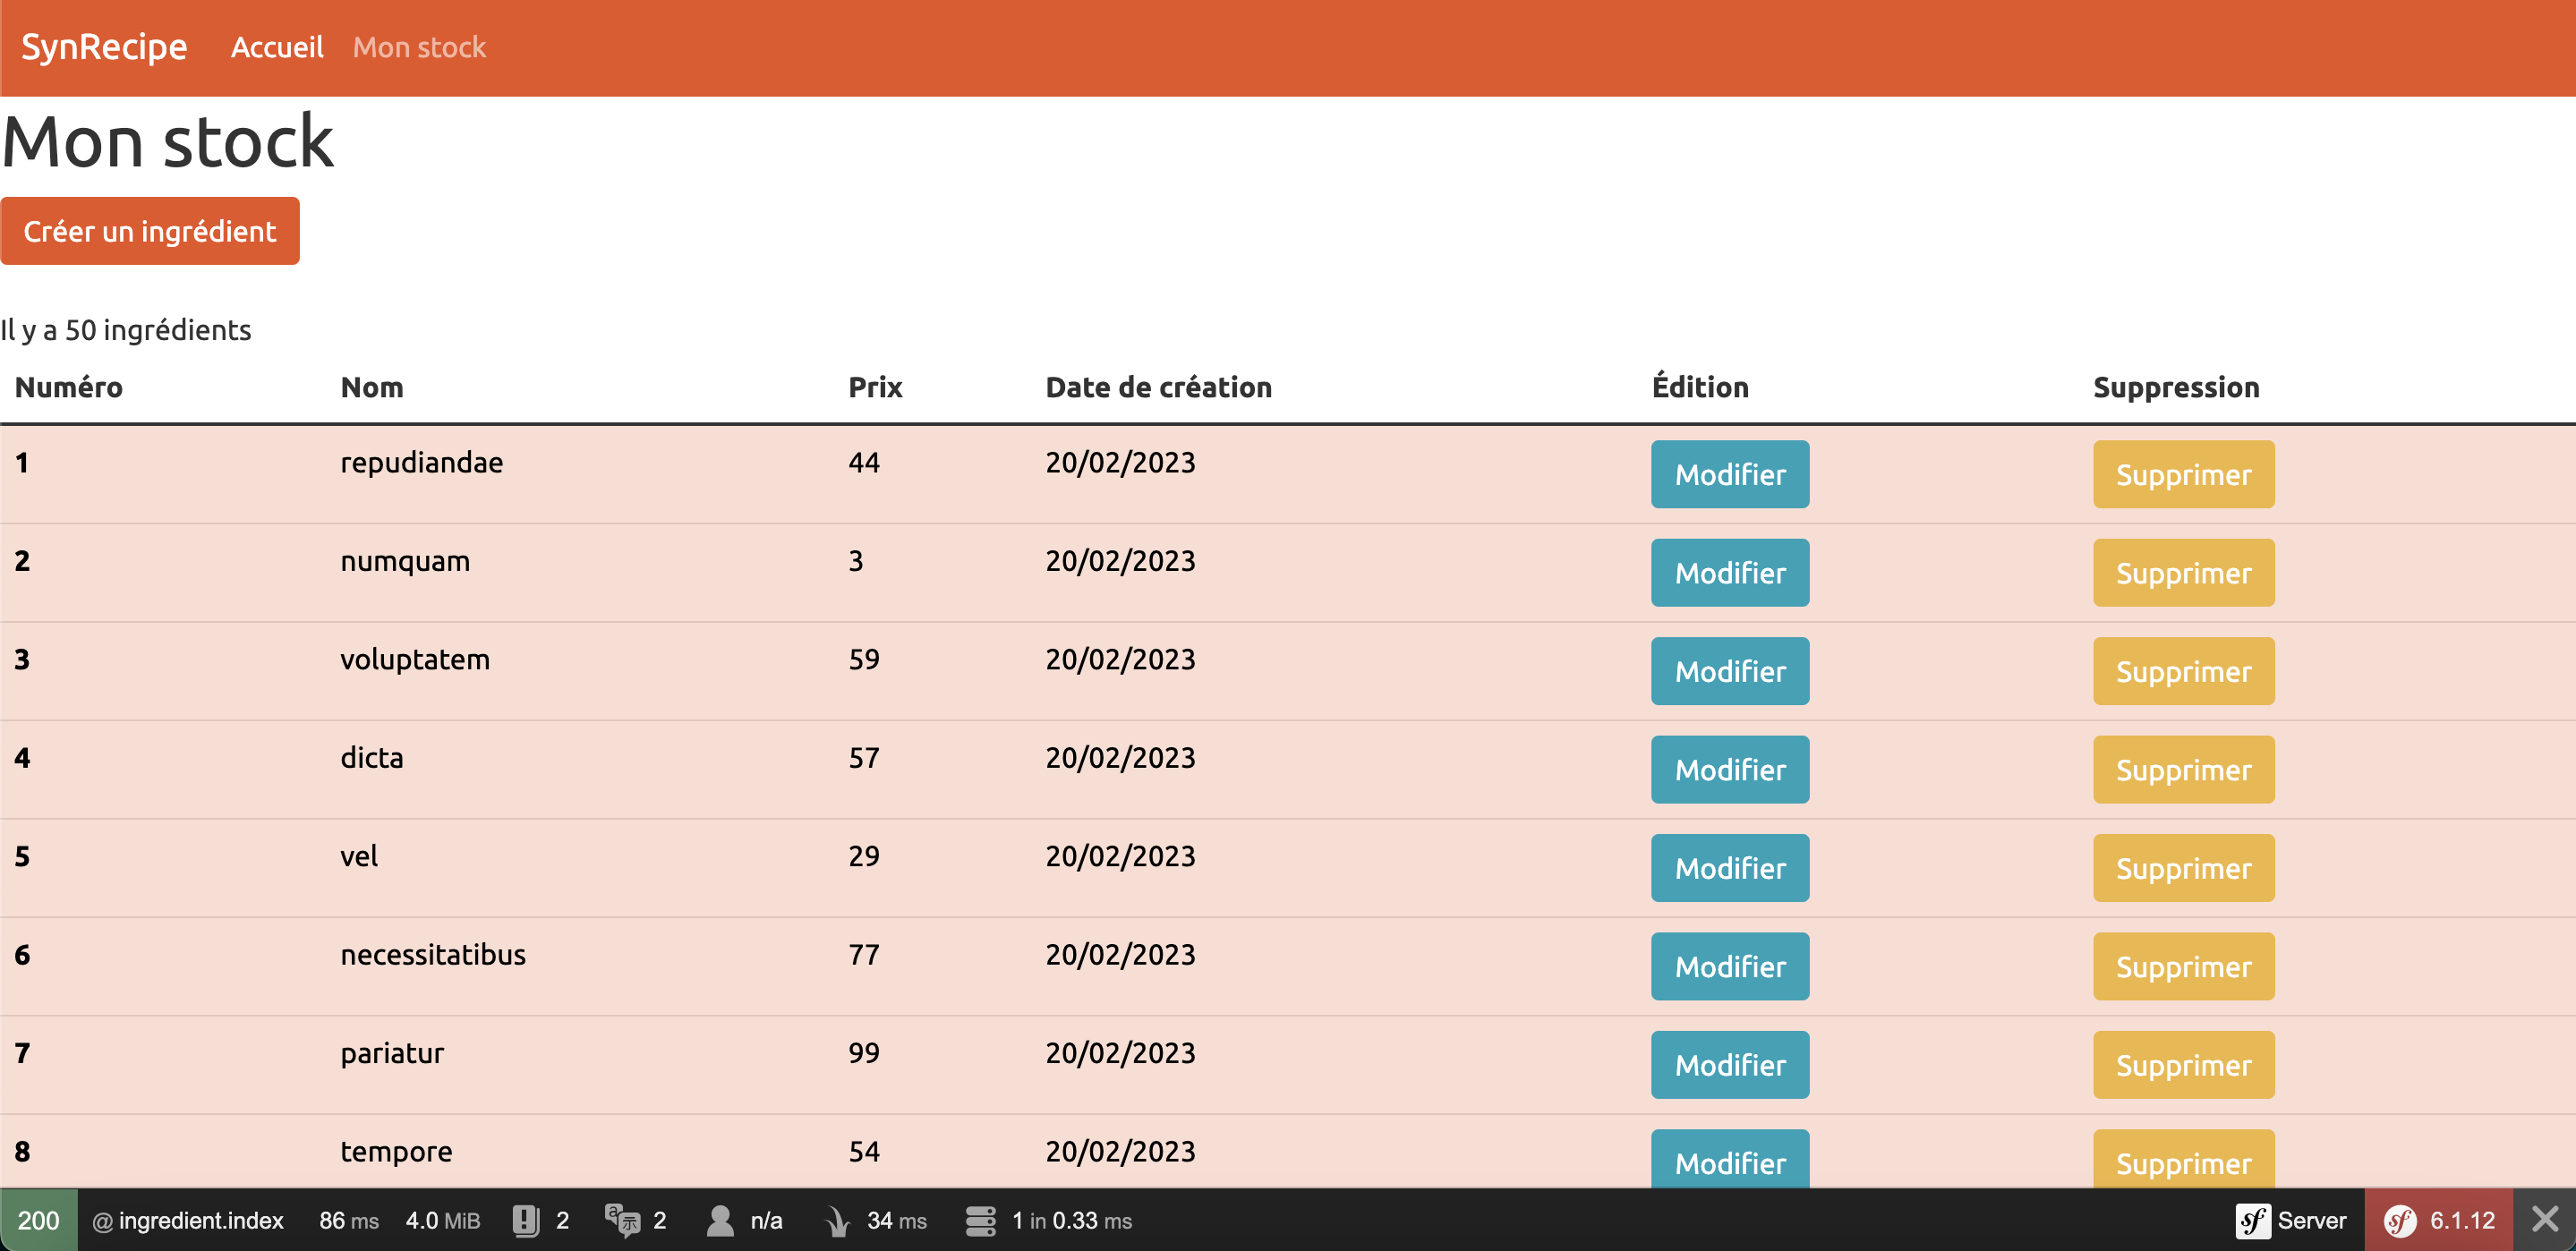 SynRecipe Accueil Mon stock
Mon stock
Créer un ingrédient
Il y a 50 ingrédients
Numéro Nom Prix Date de création Édition Suppression
1 repudiandae 44 20/02/2023 Modifier Supprimer
2 numquam 3 20/02/2023 Modifier Supprimer
3 voluptatem 59 20/02/2023 Modifier Supprimer
4 dicta 57 20/02/2023 Modifier Supprimer
5 vel 29 20/02/2023 Modifier Supprimer
6 necessitatibus 77 20/02/2023 Modifier Supprimer
7 pariatur 99 20/02/2023 Modifier Supprimer
8 tempore 54 20/02/2023 Modifier Supprimer
200 @ ingredient.index 86 ms 4.0 MiB 2 2 n/a 34 ms 1 in 0.33 ms sf Server sf 6.1.12